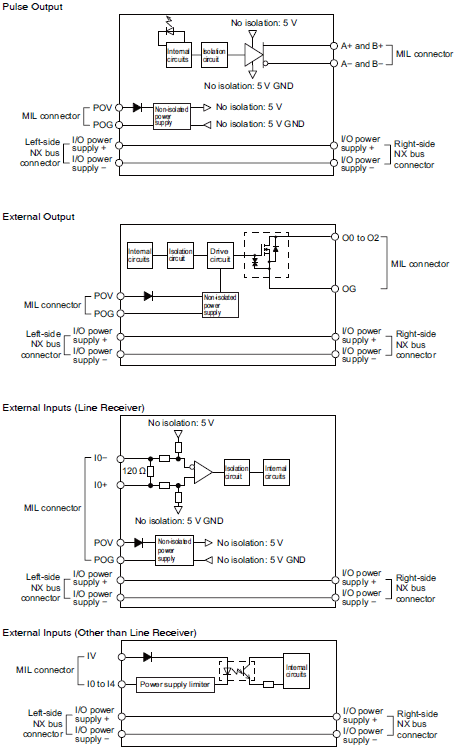 Pulse Output
No isolation: 5 V
Internal circuits
Isolation circuit
A+ and B+
A− and B−
MIL connector
No isolation: 5 V GND
MIL connector
POV
POG
Non-isolated power supply
No isolation: 5 V
No isolation: 5 V GND
Left-side NX bus connector
I/O power supply +
I/O power supply −
I/O power supply +
I/O power supply −
Right-side NX bus connector
External Output
Internal circuits
Isolation circuit
Drive circuit
O0 to O2
OG
MIL connector
MIL connector
POV
POG
Non-isolated power supply
Left-side NX bus connector
I/O power supply +
I/O power supply −
I/O power supply +
I/O power supply −
Right-side NX bus connector
External Inputs (Line Receiver)
No isolation: 5 V
I0−
120 Ω
I0+
Isolation circuit
Internal circuits
MIL connector
No isolation: 5 V GND
POV
POG
Non-isolated power supply
No isolation: 5 V
No isolation: 5 V GND
Left-side NX bus connector
I/O power supply +
I/O power supply −
I/O power supply +
I/O power supply −
Right-side NX bus connector
External Inputs (Other than Line Receiver)
MIL connector
IV
I0 to I4
Power supply limiter
Internal circuits
Left-side NX bus connector
I/O power supply +
I/O power supply −
I/O power supply +
I/O power supply −
Right-side NX bus connector